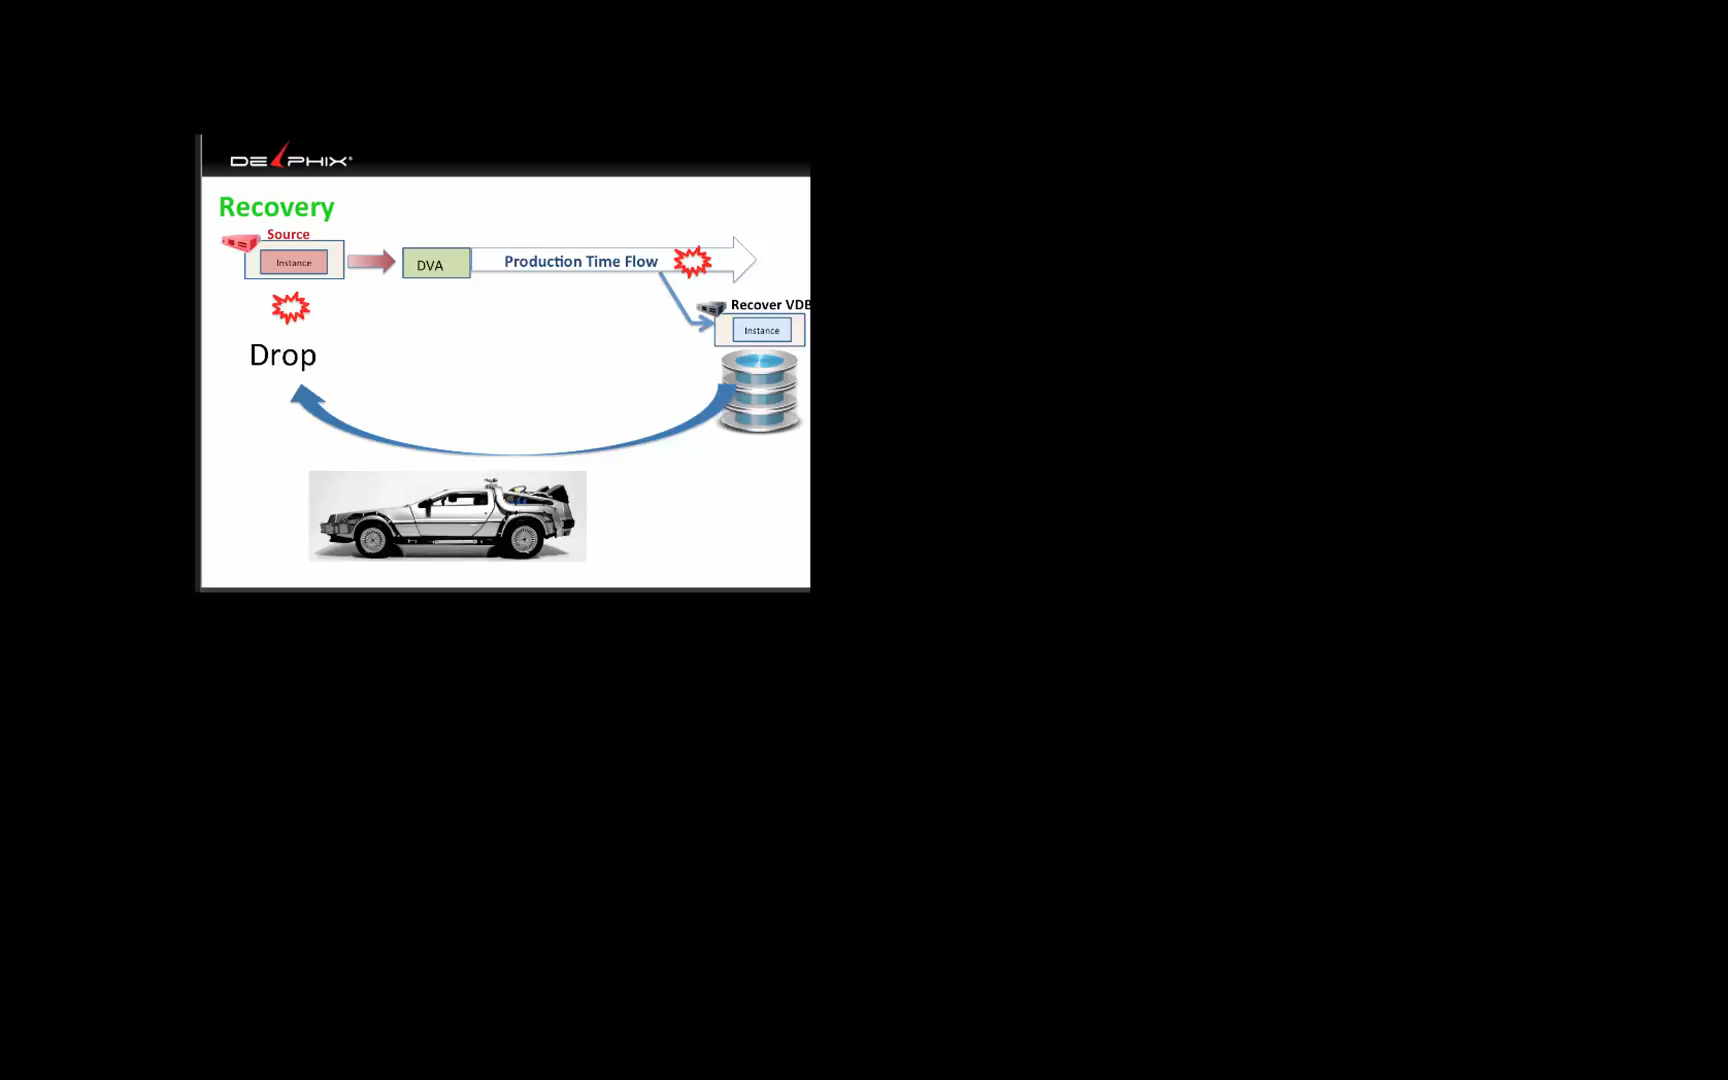 DELPHIX®
Recovery
Source
Instance
DVA
Production Time Flow
Recover VDB
Instance
Drop